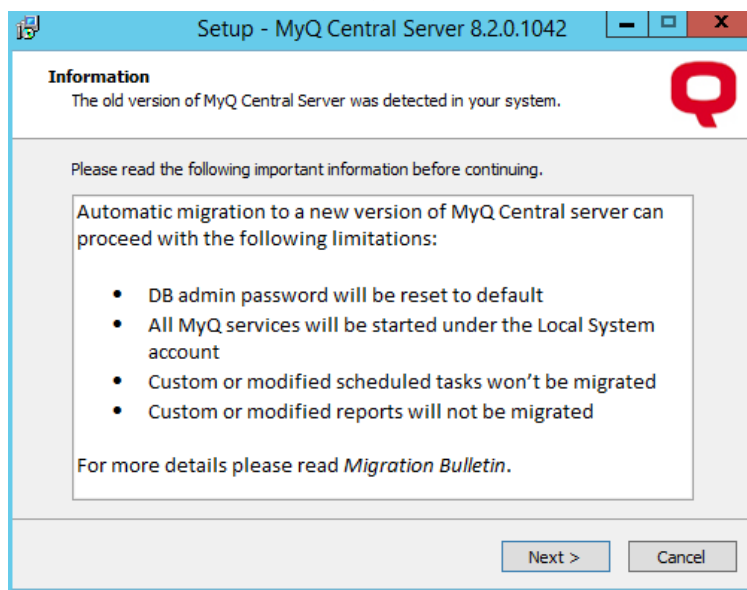 Setup - MyQ Central Server 8.2.0.1042
Information
The old version of MyQ Central Server was detected in your system.
Please read the following important information before continuing.
Automatic migration to a new version of MyQ Central server can
proceed with the following limitations:
• DB admin password will be reset to default
• All MyQ services will be started under the Local System
account
• Custom or modified scheduled tasks won't be migrated
• Custom or modified reports will not be migrated
For more details please read Migration Bulletin.
Next >
Cancel